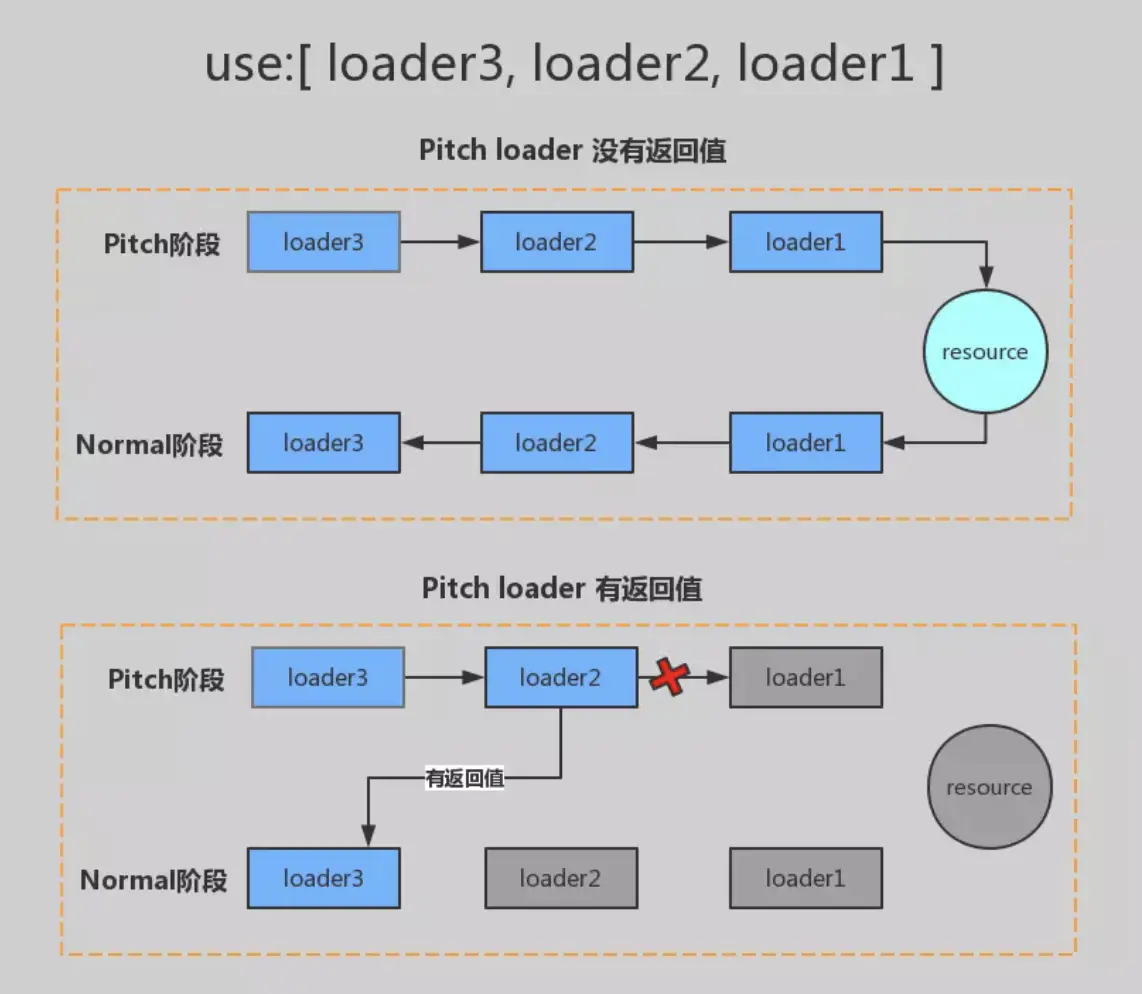 use:[ loader3, loader2, loader1 ]
Pitch loader 没有返回值
Pitch阶段 loader3 loader2 loader1
resource
Normal阶段 loader3 loader2 loader1
Pitch loader 有返回值
Pitch阶段 loader3 loader2 loader1
有返回值 resource
Normal阶段 loader3 loader2 loader1